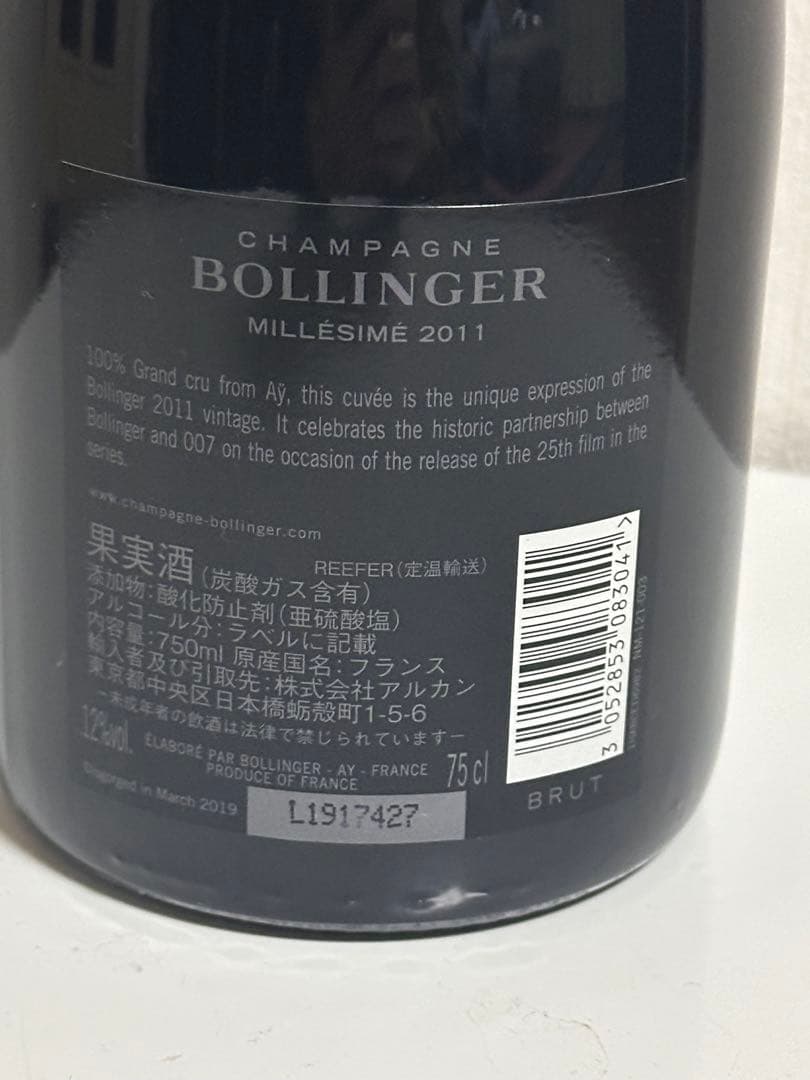 CHAMPAGNE
BOLLINGER
MILLÉSIMÉ 2011
100% Grand cru from Aÿ, this cuvée is the unique expression of the
Bollinger 2011 vintage. It celebrates the historic partnership between
Bollinger and 007 on the occasion of the release of the 25th film in the
series.
www.champagne-bollinger.com
REEFER(定温輸送)
果実酒(炭酸ガス含有)
添加物:酸化防止剤(亜硫酸塩)
アルコール分:ラベルに記載
内容量:750ml 原産国名:フランス
輸入者及び引取先:株式会社アルカン
東京都中央区日本橋蛎殻町1-5-6
ー未成年者の飲酒は法律で禁じられていますー
12%vol.
ÉLABORÉ PAR BOLLINGER - AY - FRANCE
PRODUCE OF FRANCE
75 cl
Disgorged in March 2019
L1917427
BRUT
3 052853 083041 >
NM-121-003